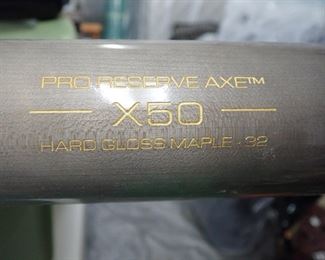 PRO RESERVE AXE™
X50
HARD GLOSS MAPLE - 32